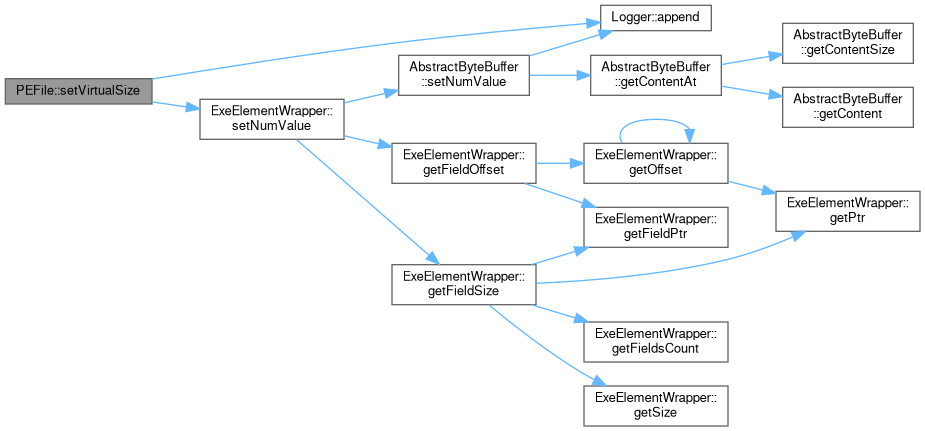 PEFile::setVirtualSize
Logger::append
ExeElementWrapper::
setNumValue
AbstractByteBuffer
::setNumValue
AbstractByteBuffer
::getContentAt
AbstractByteBuffer
::getContentSize
AbstractByteBuffer
::getContent
ExeElementWrapper::
getFieldOffset
ExeElementWrapper::
getOffset
ExeElementWrapper::
getPtr
ExeElementWrapper::
getFieldPtr
ExeElementWrapper::
getFieldSize
ExeElementWrapper::
getFieldsCount
ExeElementWrapper::
getSize